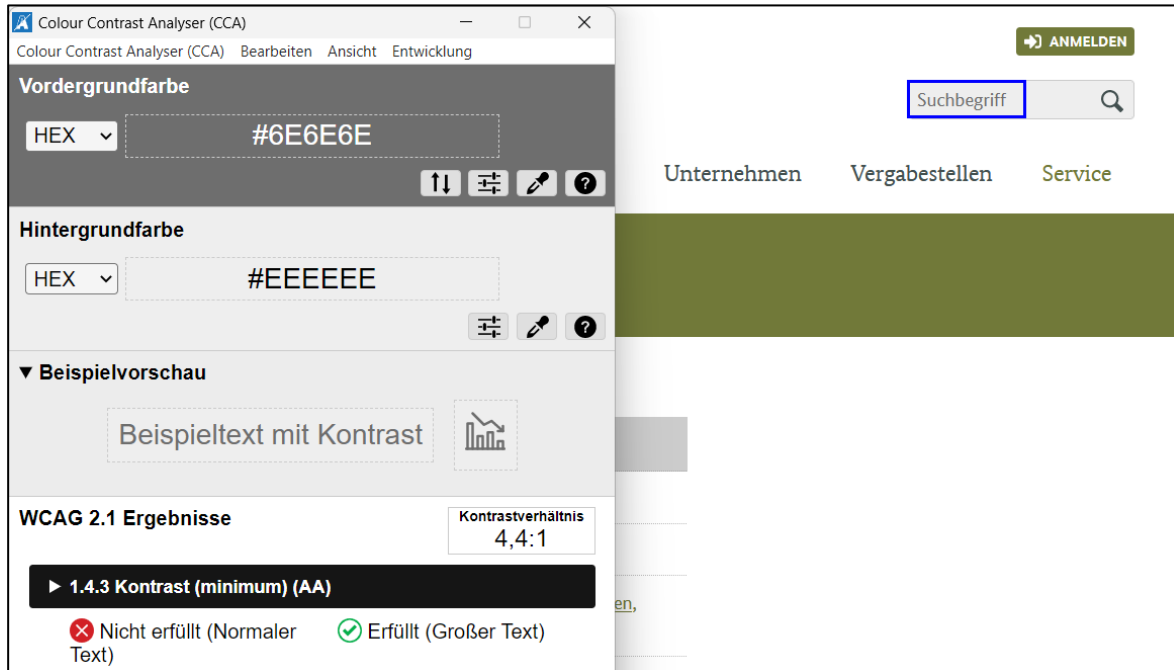 Colour Contrast Analyser (CCA)
Colour Contrast Analyser (CCA) Bearbeiten Ansicht Entwicklung
Vordergrundfarbe
HEX #6E6E6E
Hintergrundfarbe
HEX #EEEEEE
▼ Beispielvorschau
Beispieltext mit Kontrast
WCAG 2.1 Ergebnisse
Kontrastverhältnis
4,4:1
▶ 1.4.3 Kontrast (minimum) (AA)
Nicht erfüllt (Normaler
Text)
Erfüllt (Großer Text)
ANMELDEN
Suchbegriff
Unternehmen Vergabestellen Service
en,